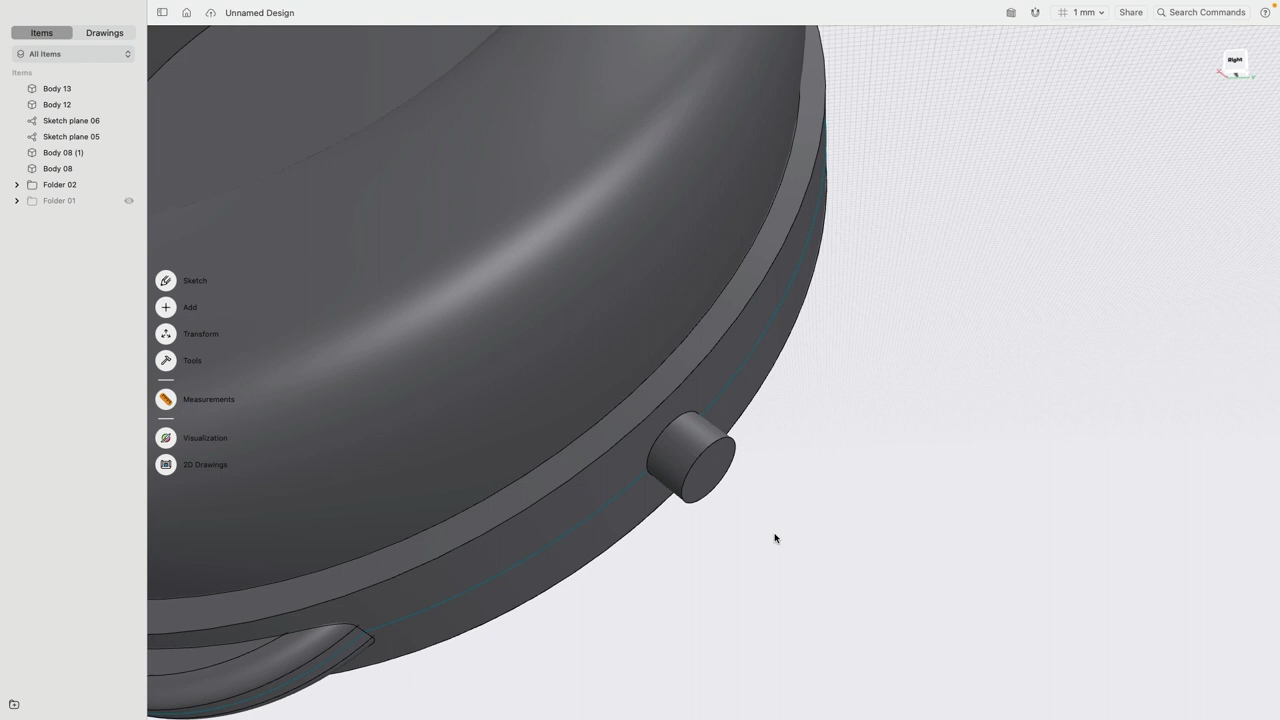 Unnamed Design
1 mm
Share
Search Commands
Items
Drawings
All Items
Items
Body 13
Body 12
Sketch plane 06
Sketch plane 05
Body 08 (1)
Body 08
Folder 02
Folder 01
Sketch
Add
Transform
Tools
Measurements
Visualization
2D Drawings
Right
X
Y